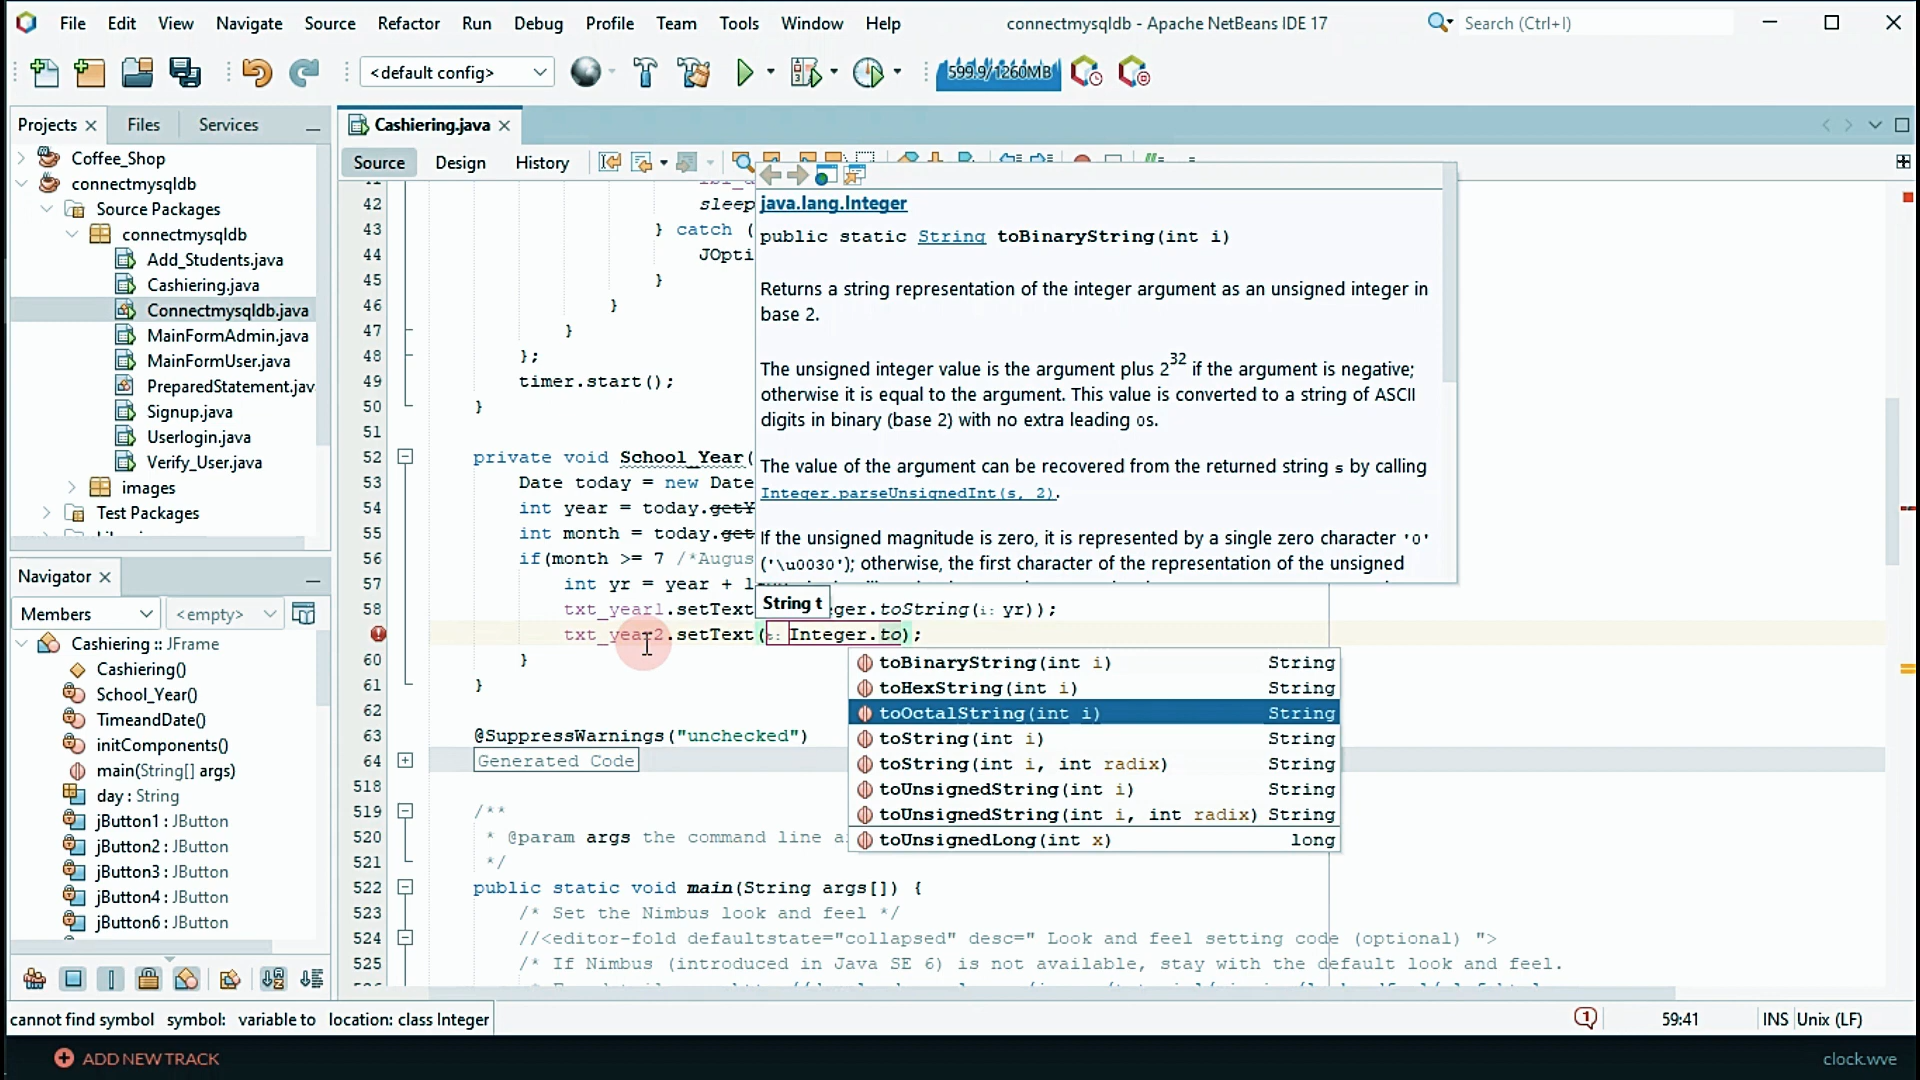 File Edit View Navigate Source Refactor Run Debug Profile Team Tools Window Help connectmysqldb - Apache NetBeans IDE 17 Search (Ctrl+I)
<default config> 599.9/1260MB
Projects Files Services
Coffee_Shop
connectmysqldb
Source Packages
connectmysqldb
Add_Students.java
Cashiering.java
Connectmysqldb.java
MainFormAdmin.java
MainFormUser.java
PreparedStatement.jav
Signup.java
Userlogin.java
Verify_User.java
images
Test Packages
Navigator
Members <empty>
Cashiering :: JFrame
Cashiering()
School_Year()
TimeandDate()
initComponents()
main(String[] args)
day : String
jButton1 : JButton
jButton2 : JButton
jButton3 : JButton
jButton4 : JButton
jButton6 : JButton
Cashiering.java
Source Design History
42 sleep
43 } catch (
44 JOpti
45 }
46 }
47 }
48 };
49 timer.start();
50 }
51
52 private void School_Year(
53 Date today = new Date
54 int year = today.getY
55 int month = today.get
56 if(month >= 7 /*Augus
57 int yr = year + 1
58 txt_year1.setText ger.toString(i: yr));
txt_year2.setText(t: Integer.to);
60 }
61 }
62
63 @SuppressWarnings("unchecked")
64 Generated Code
518
519 /**
520 * @param args the command line a
521 */
522 public static void main(String args[]) {
523 /* Set the Nimbus look and feel */
524 //<editor-fold defaultstate="collapsed" desc=" Look and feel setting code (optional) ">
525 /* If Nimbus (introduced in Java SE 6) is not available, stay with the default look and feel.
java.lang.Integer
public static String toBinaryString(int i)
Returns a string representation of the integer argument as an unsigned integer in
base 2.
The unsigned integer value is the argument plus 2^32 if the argument is negative;
otherwise it is equal to the argument. This value is converted to a string of ASCII
digits in binary (base 2) with no extra leading 0s.
The value of the argument can be recovered from the returned string s by calling
Integer.parseUnsignedInt(s, 2).
If the unsigned magnitude is zero, it is represented by a single zero character '0'
('\u0030'); otherwise, the first character of the representation of the unsigned
String t
toBinaryString(int i) String
toHexString(int i) String
toOctalString(int i) String
toString(int i) String
toString(int i, int radix) String
toUnsignedString(int i) String
toUnsignedString(int i, int radix) String
toUnsignedLong(int x) long
cannot find symbol symbol: variable to location: class Integer 1 59:41 INS Unix (LF)
ADD NEW TRACK clock.wve